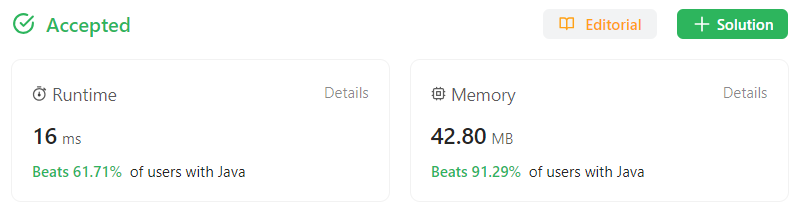 Accepted
Editorial
Solution
Runtime
Details
16 ms
Beats 61.71% of users with Java
Memory
Details
42.80 MB
Beats 91.29% of users with Java